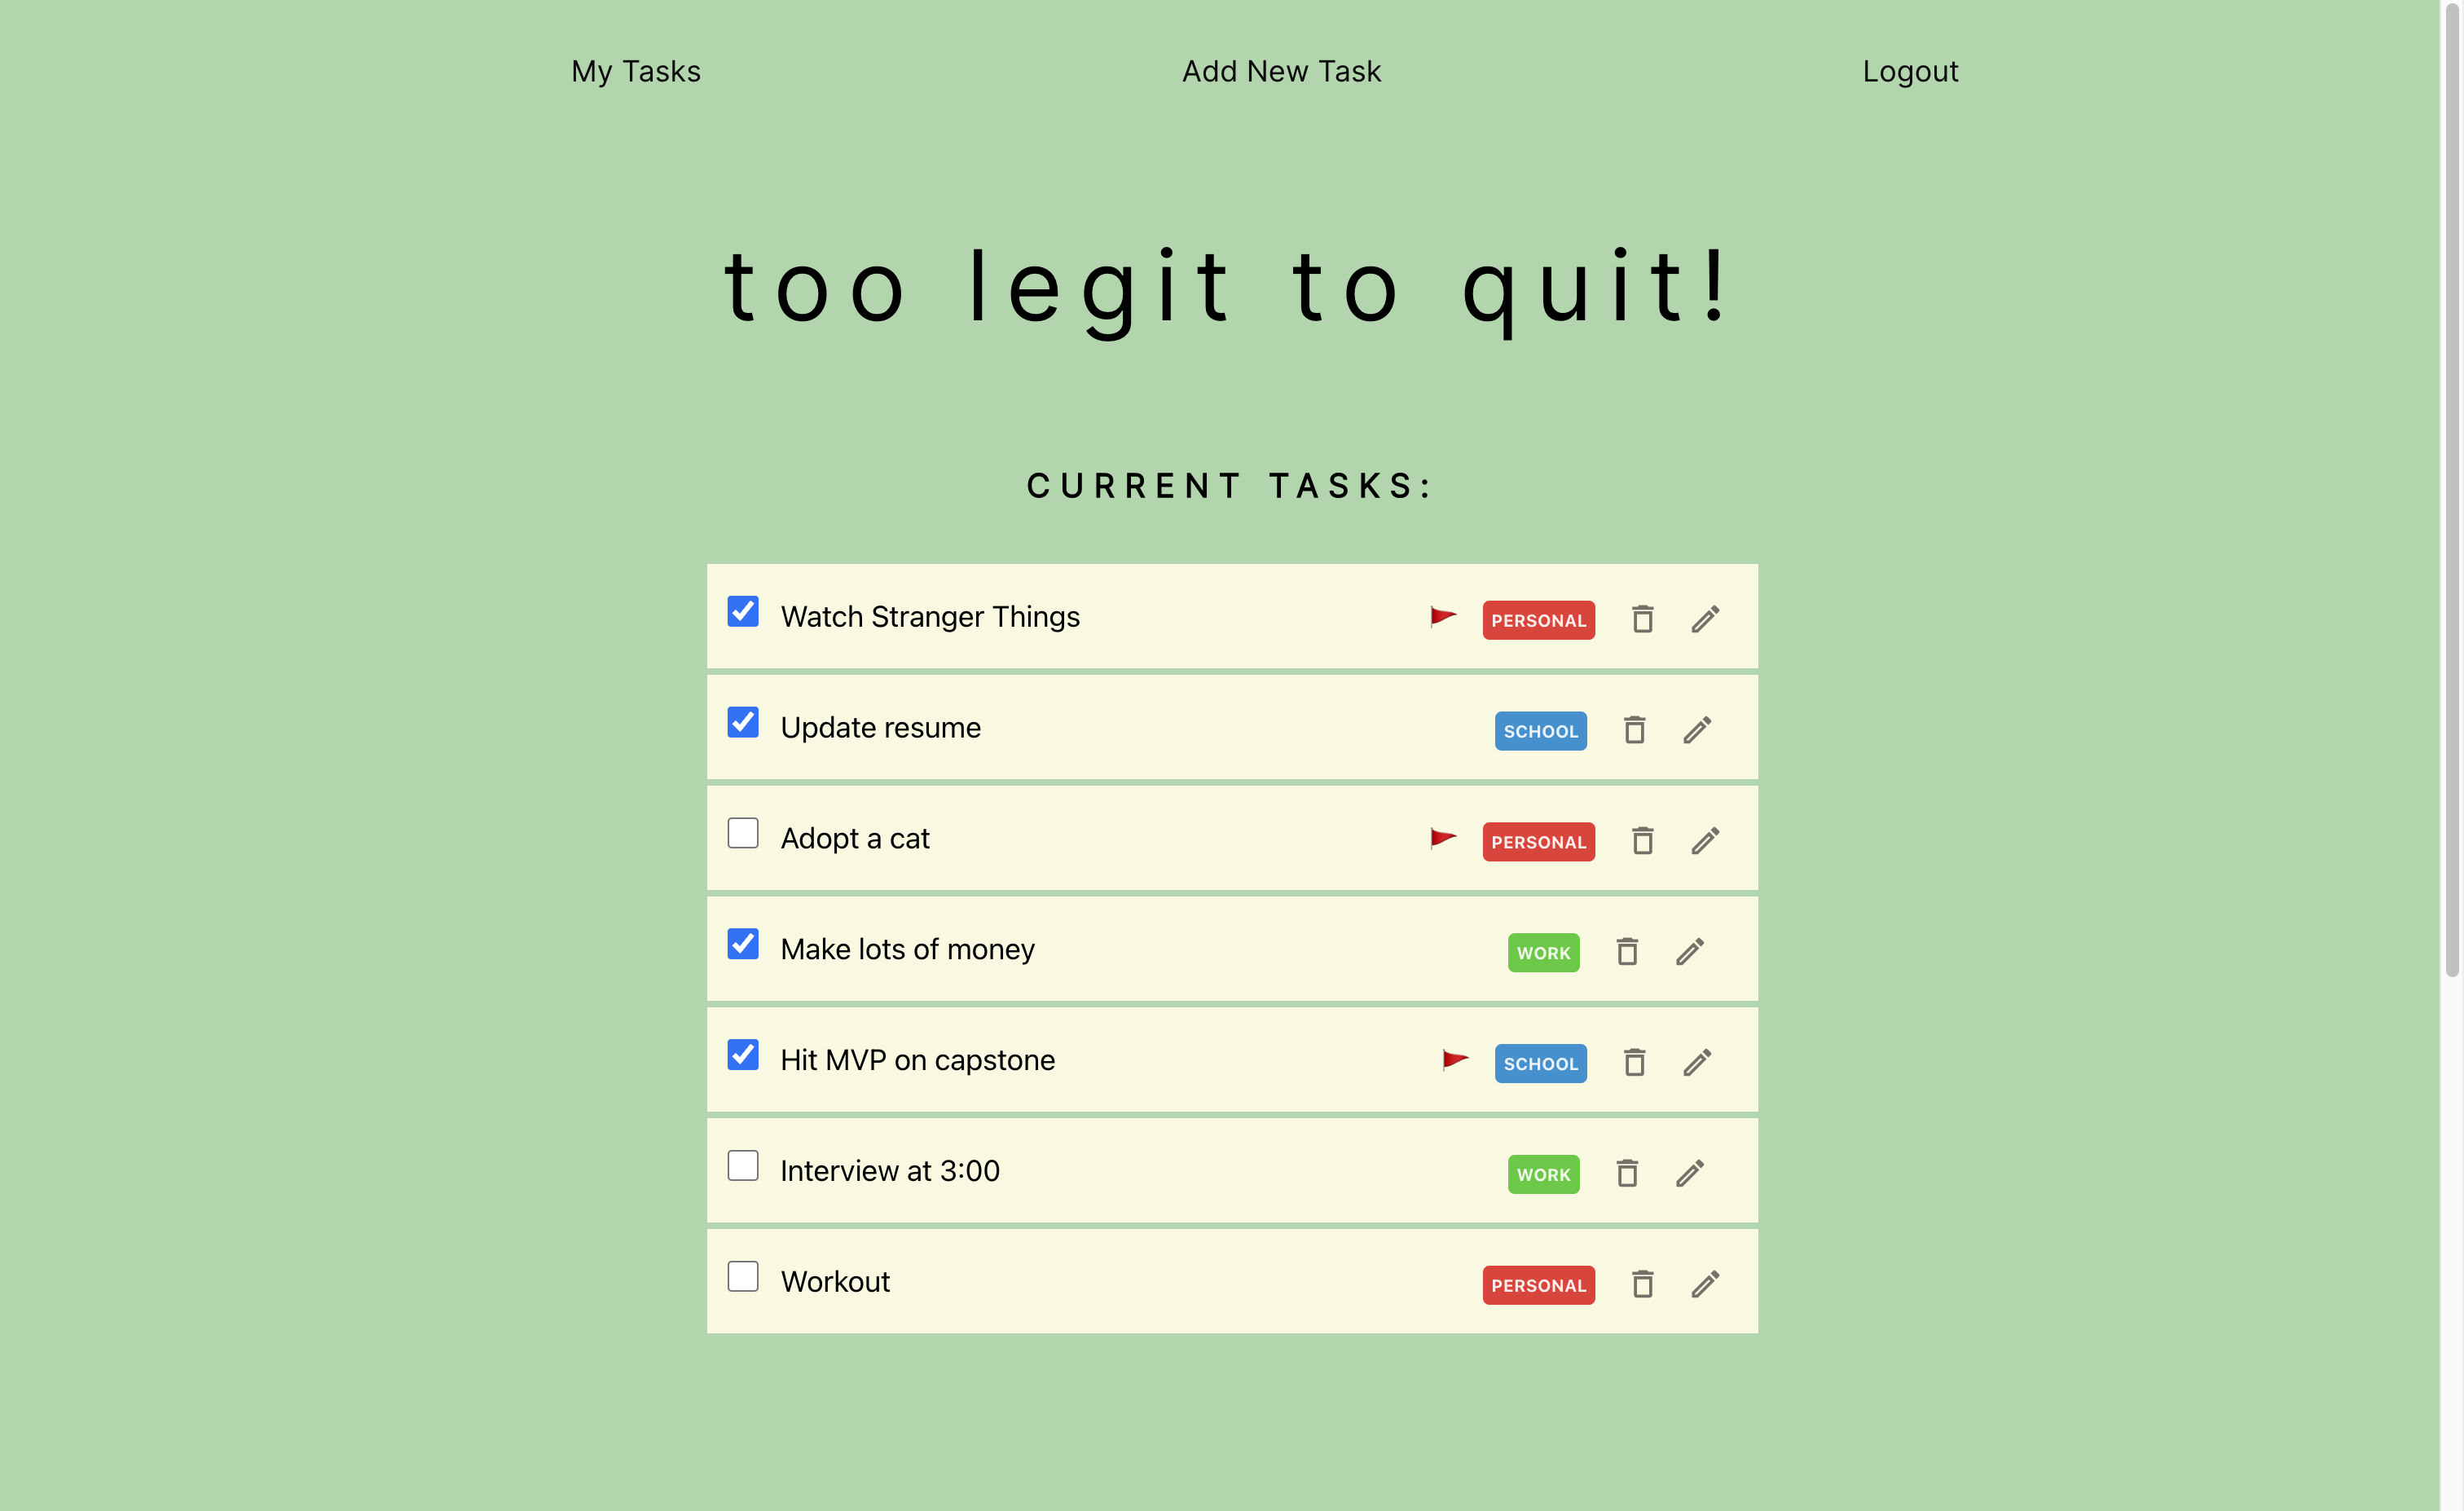 My Tasks Add New Task Logout
too legit to quit!
CURRENT TASKS:
Watch Stranger Things PERSONAL
Update resume SCHOOL
Adopt a cat PERSONAL
Make lots of money WORK
Hit MVP on capstone SCHOOL
Interview at 3:00 WORK
Workout PERSONAL